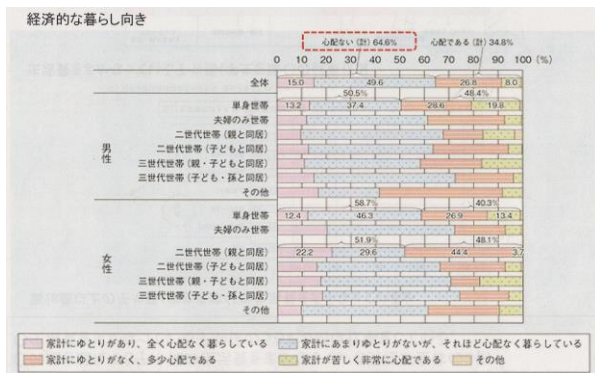 経済的な暮らし向き
心配ない(計)64.6% 心配である(計)34.8%
0 10 20 30 40 50 60 70 80 90 100 (%)
全体 15.0 49.6 26.8 8.0
50.5% 48.4%
男性
単身世帯 13.2 37.4 28.6 19.8
夫婦のみ世帯
二世代世帯(親と同居)
二世代世帯(子どもと同居)
三世代世帯(親・子どもと同居)
三世代世帯(子ども・孫と同居)
その他
58.7% 40.3%
女性
単身世帯 12.4 46.3 26.9 13.4
夫婦のみ世帯
51.9% 48.1%
二世代世帯(親と同居) 22.2 29.6 44.4 3.7
二世代世帯(子どもと同居)
三世代世帯(親・子どもと同居)
三世代世帯(子ども・孫と同居)
その他
家計にゆとりがあり、全く心配なく暮らしている 家計にあまりゆとりがないが、それほど心配なく暮らしている
家計にゆとりがなく、多少心配である 家計が苦しく非常に心配である その他